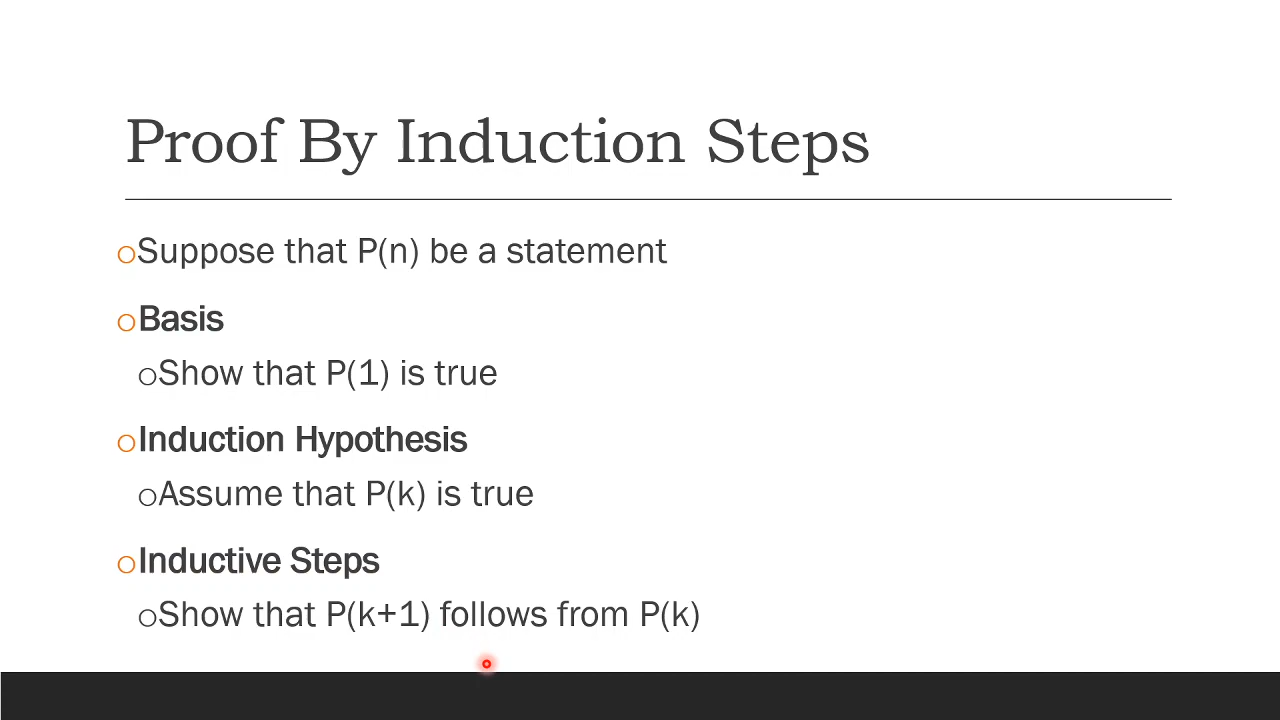 Proof By Induction Steps
Suppose that P(n) be a statement
Basis
Show that P(1) is true
Induction Hypothesis
Assume that P(k) is true
Inductive Steps
Show that P(k+1) follows from P(k)